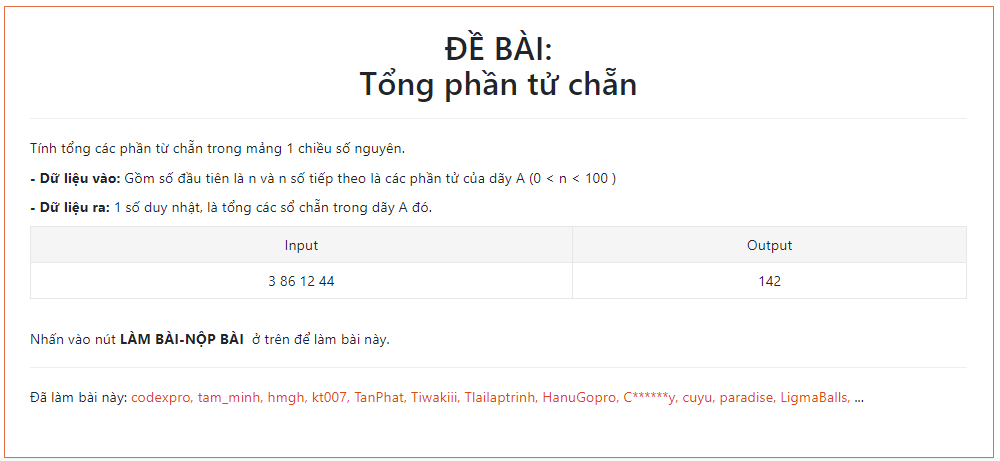 ĐỀ BÀI:
Tổng phần tử chẵn
Tính tổng các phần từ chẵn trong mảng 1 chiều số nguyên.
- Dữ liệu vào: Gồm số đầu tiên là n và n số tiếp theo là các phần tử của dãy A (0 < n < 100 )
- Dữ liệu ra: 1 số duy nhất, là tổng các sổ chẵn trong dãy A đó.
Input Output
3 86 12 44 142
Nhấn vào nút LÀM BÀI-NỘP BÀI ở trên để làm bài này.
Đã làm bài này: codexpro, tam_minh, hmgh, kt007, TanPhat, Tiwakiii, Tlailaptrinh, HanuGopro, C******y, cuyu, paradise, LigmaBalls, ...